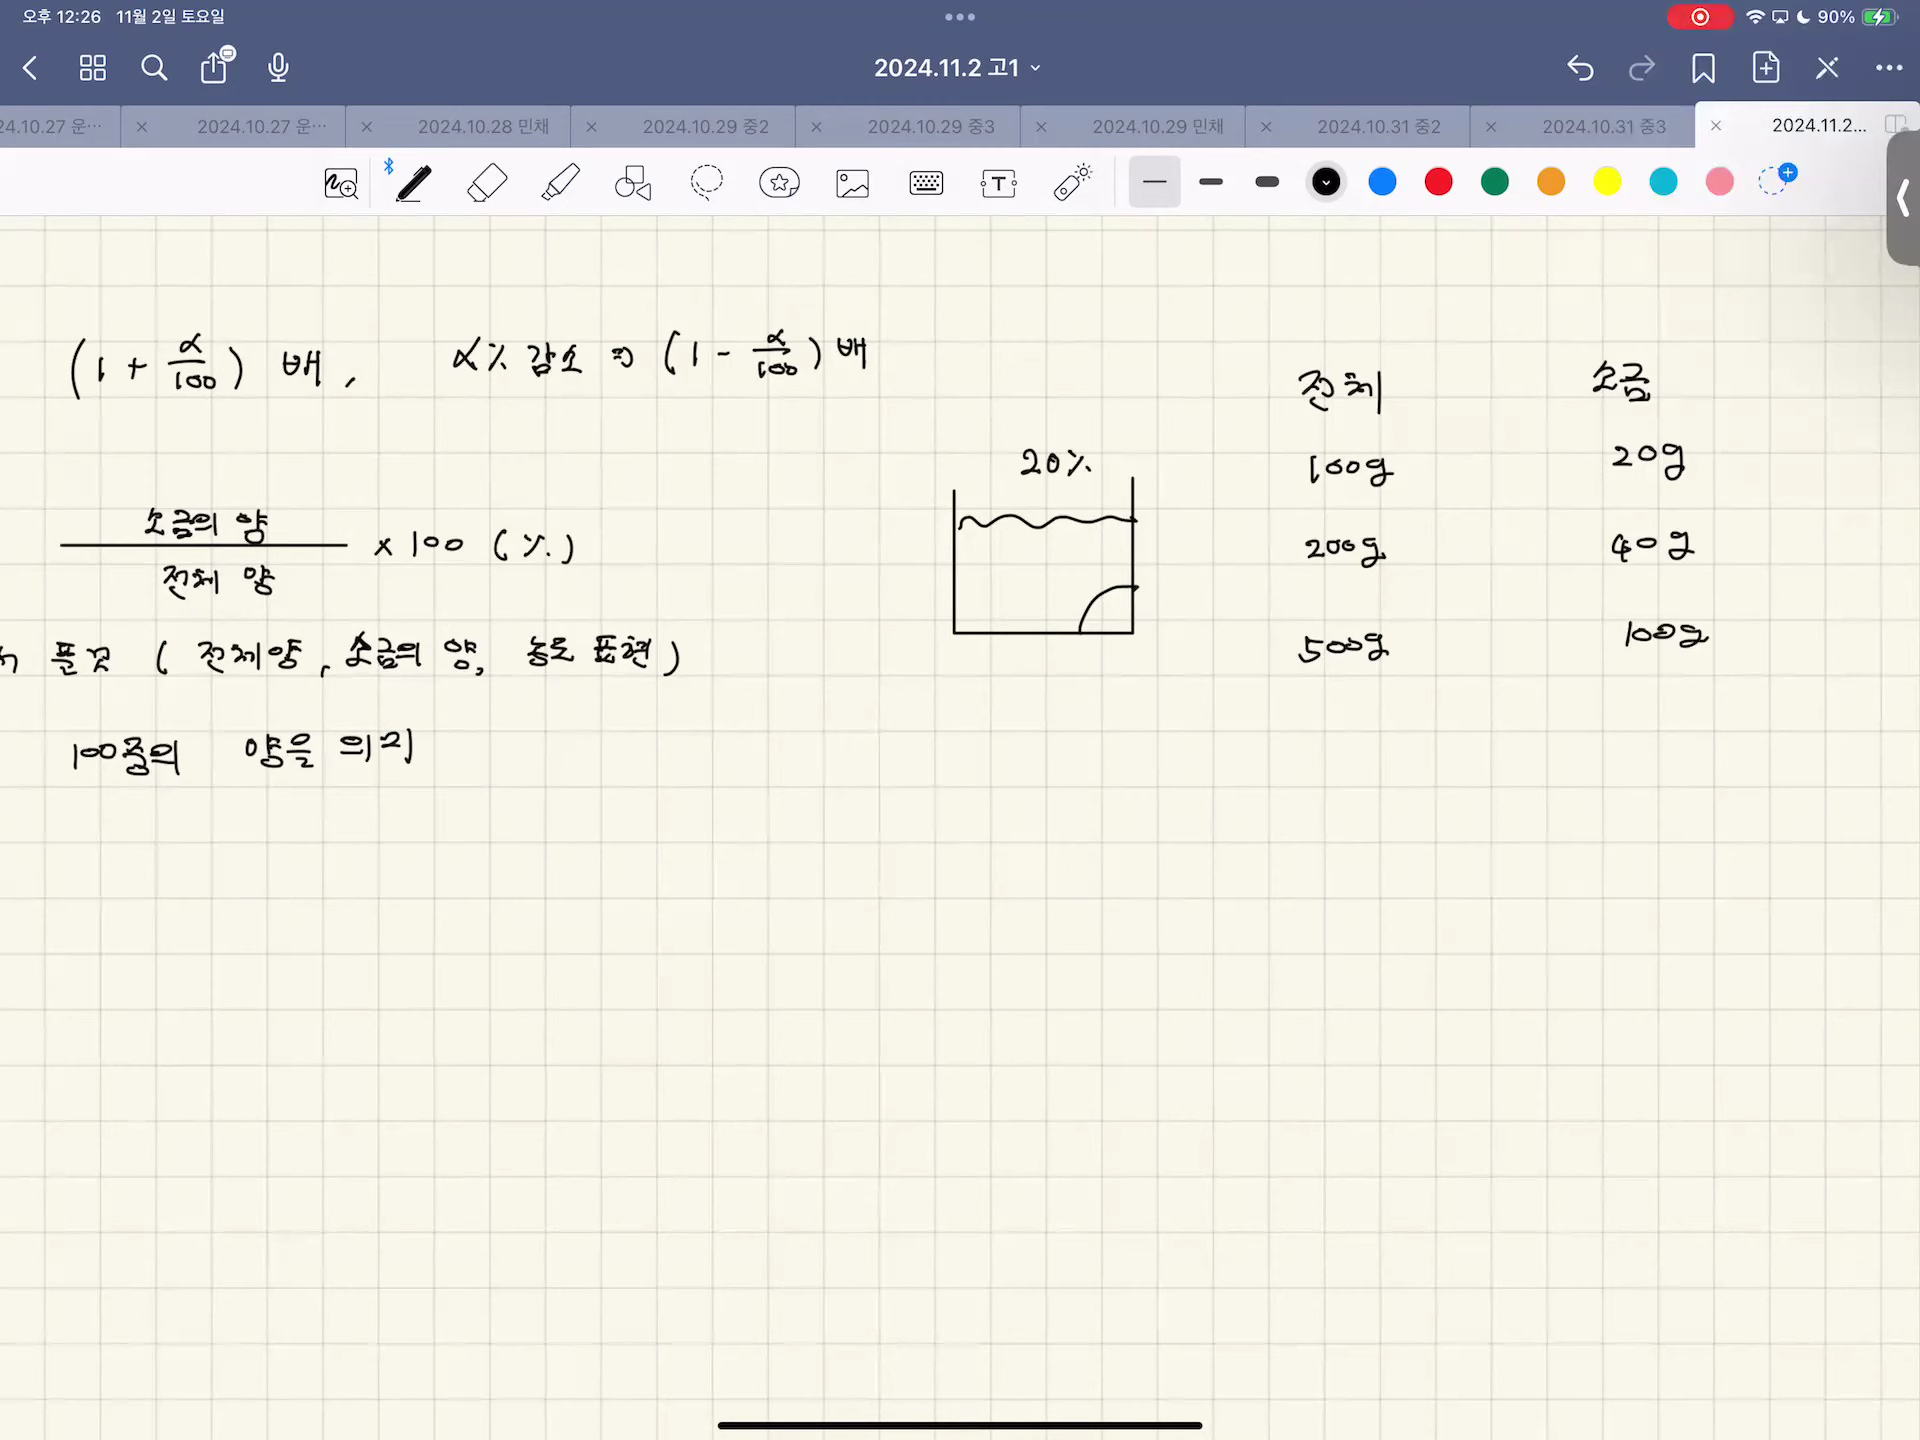 오후 12:26 11월 2일 토요일
90%
2024.11.2 고1
24.10.27 운…
2024.10.27 운…
2024.10.28 민채
2024.10.29 중2
2024.10.29 중3
2024.10.29 민채
2024.10.31 중2
2024.10.31 중3
2024.11.2...
(1 + α/100) 배, α% 감소 ⇒ (1 - α/100) 배
소금의 양
전체 양
× 100 (%)
풀 것 ( 전체양, 소금의 양, 농도 표현 )
100중의 양을 의미
20%
전체 소금
100g 20g
200g 40g
500g 100g